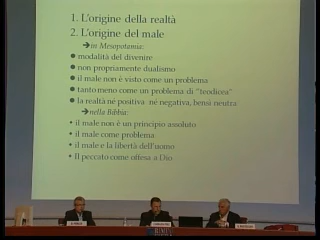 1. L'origine della realtà
2. L'origine del male
➔in Mesopotamia:
● modalità del divenire
● non propriamente dualismo
● il male non è visto come un problema
● tanto meno come un problema di "teodicea"
● la realtà né positiva né negativa, bensì neutra
➔nella Bibbia:
• il male non è un principio assoluto
• il male come problema
• il male e la libertà dell'uomo
• Il peccato come offesa a Dio